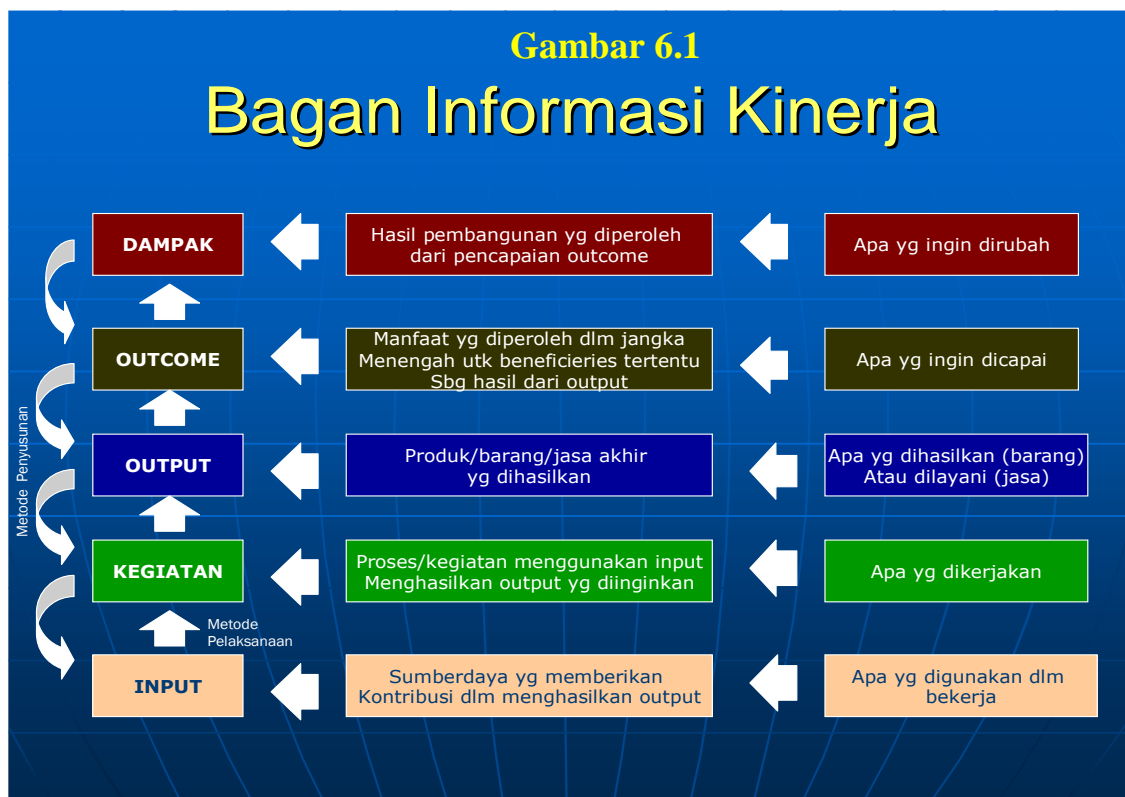 Gambar 6.1
Bagan Informasi Kinerja
DAMPAK
Hasil pembangunan yg diperoleh
dari pencapaian outcome
Apa yg ingin dirubah
OUTCOME
Manfaat yg diperoleh dlm jangka
Menengah utk beneficieries tertentu
Sbg hasil dari output
Apa yg ingin dicapai
Metode Penyusunan
OUTPUT
Produk/barang/jasa akhir
yg dihasilkan
Apa yg dihasilkan (barang)
Atau dilayani (jasa)
KEGIATAN
Proses/kegiatan menggunakan input
Menghasilkan output yg diinginkan
Apa yg dikerjakan
Metode
Pelaksanaan
INPUT
Sumberdaya yg memberikan
Kontribusi dlm menghasilkan output
Apa yg digunakan dlm
bekerja